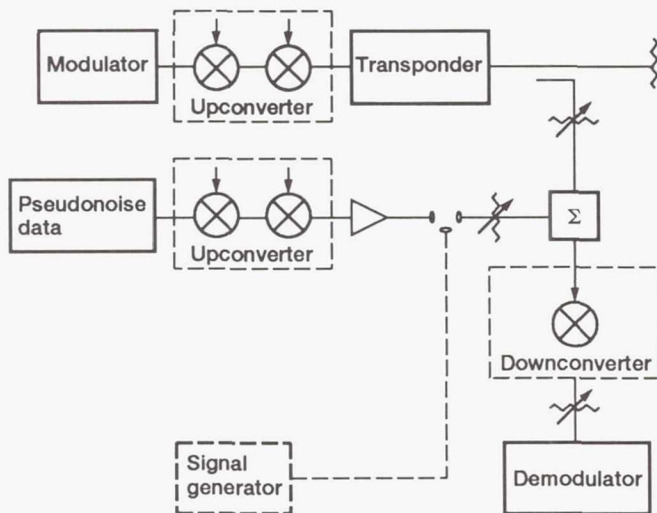 Modulator
Upconverter
Transponder
Pseudonoise
data
Upconverter
Σ
Downconverter
Signal
generator
Demodulator